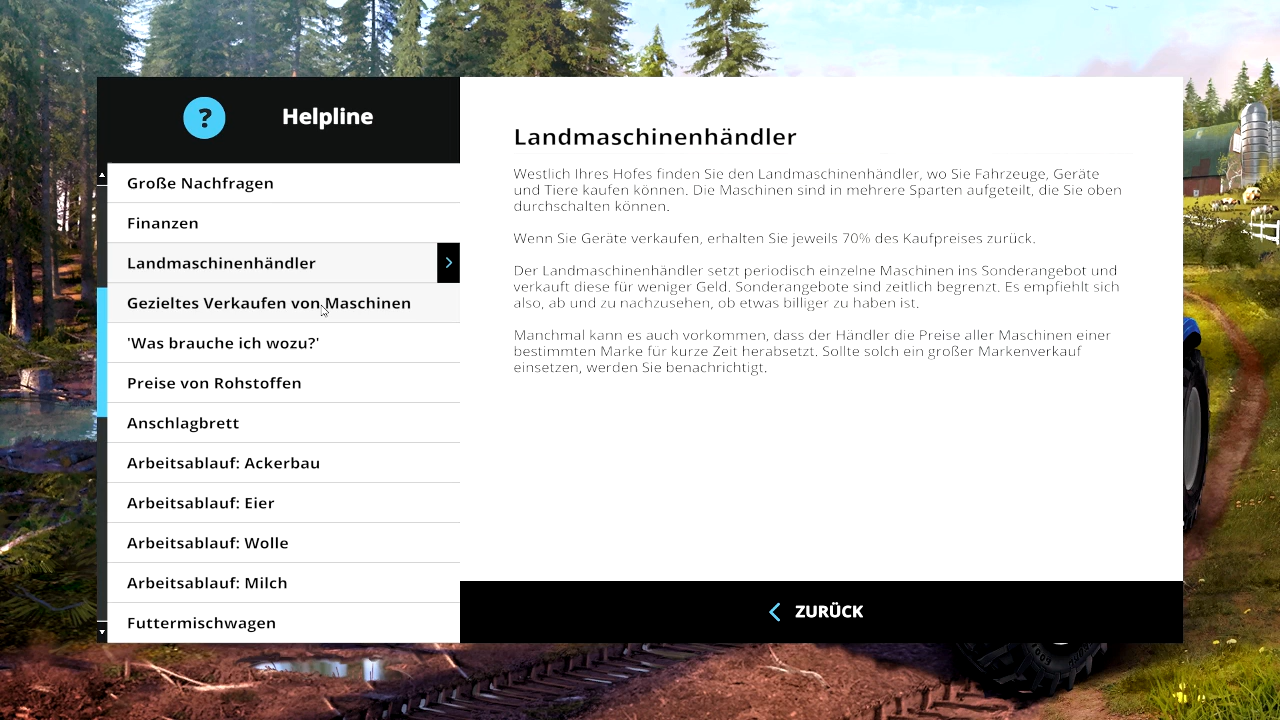 ?
Helpline
Große Nachfragen
Finanzen
Landmaschinenhändler
Gezieltes Verkaufen von Maschinen
'Was brauche ich wozu?'
Preise von Rohstoffen
Anschlagbrett
Arbeitsablauf: Ackerbau
Arbeitsablauf: Eier
Arbeitsablauf: Wolle
Arbeitsablauf: Milch
Futtermischwagen
Landmaschinenhändler
Westlich Ihres Hofes finden Sie den Landmaschinenhändler, wo Sie Fahrzeuge, Geräte
und Tiere kaufen können. Die Maschinen sind in mehrere Sparten aufgeteilt, die Sie oben
durchschalten können.
Wenn Sie Geräte verkaufen, erhalten Sie jeweils 70% des Kaufpreises zurück.
Der Landmaschinenhändler setzt periodisch einzelne Maschinen ins Sonderangebot und
verkauft diese für weniger Geld. Sonderangebote sind zeitlich begrenzt. Es empfiehlt sich
also, ab und zu nachzusehen, ob etwas billiger zu haben ist.
Manchmal kann es auch vorkommen, dass der Händler die Preise aller Maschinen einer
bestimmten Marke für kurze Zeit herabsetzt. Sollte solch ein großer Markenverkauf
einsetzen, werden Sie benachrichtigt.
ZURÜCK